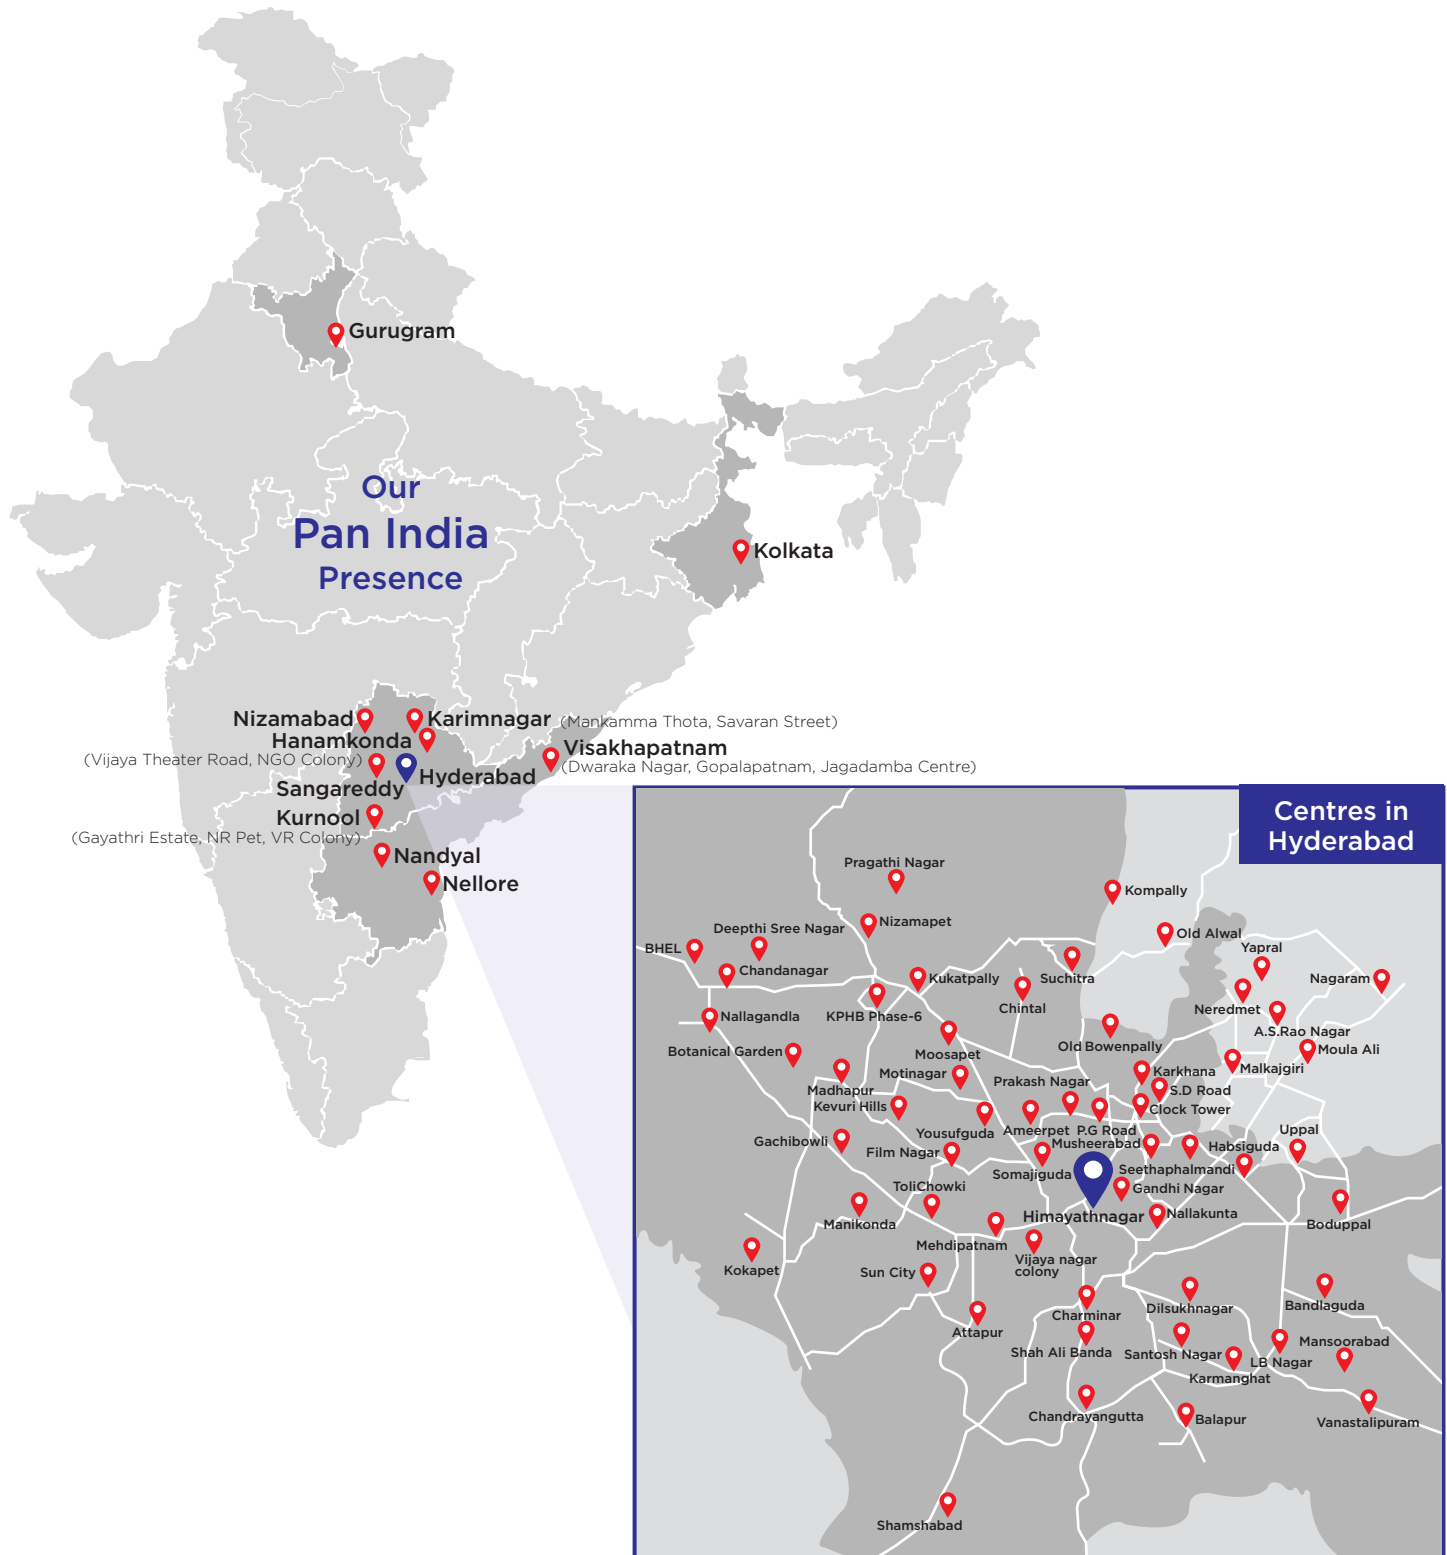 Gurugram
Our
Pan India
Presence
Kolkata
Nizamabad
Karimnagar (Mankamma Thota, Savaran Street)
Hanamkonda
(Vijaya Theater Road, NGO Colony)
Visakhapatnam
(Dwaraka Nagar, Gopalapatnam, Jagadamba Centre)
Hyderabad
Sangareddy
Kurnool
(Gayathri Estate, NR Pet, VR Colony)
Nandyal
Nellore
Centres in
Hyderabad
Pragathi Nagar
Kompally
Nizamapet
Deepthi Sree Nagar
Old Alwal
BHEL
Yapral
Chandanagar
Kukatpally
Suchitra
Nagaram
Chintal
Neredmet
Nallagandla
KPHB Phase-6
A.S.Rao Nagar
Old Bowenpally
Moula Ali
Botanical Garden
Moosapet
Malkajgiri
Karkhana
Motinagar
Prakash Nagar
Madhapur
S.D Road
Kevuri Hills
Clock Tower
Yousufguda
Ameerpet
P.G Road
Uppal
Gachibowli
Musheerabad
Habsiguda
Film Nagar
Seethaphalmandi
Somajiguda
ToliChowki
Gandhi Nagar
Himayathnagar
Nallakunta
Manikonda
Boduppal
Mehdipatnam
Vijaya nagar
colony
Kokapet
Sun City
Bandlaguda
Dilsukhnagar
Charminar
Attapur
Mansoorabad
Shah Ali Banda
Santosh Nagar
LB Nagar
Karmanghat
Chandrayangutta
Balapur
Vanastalipuram
Shamshabad